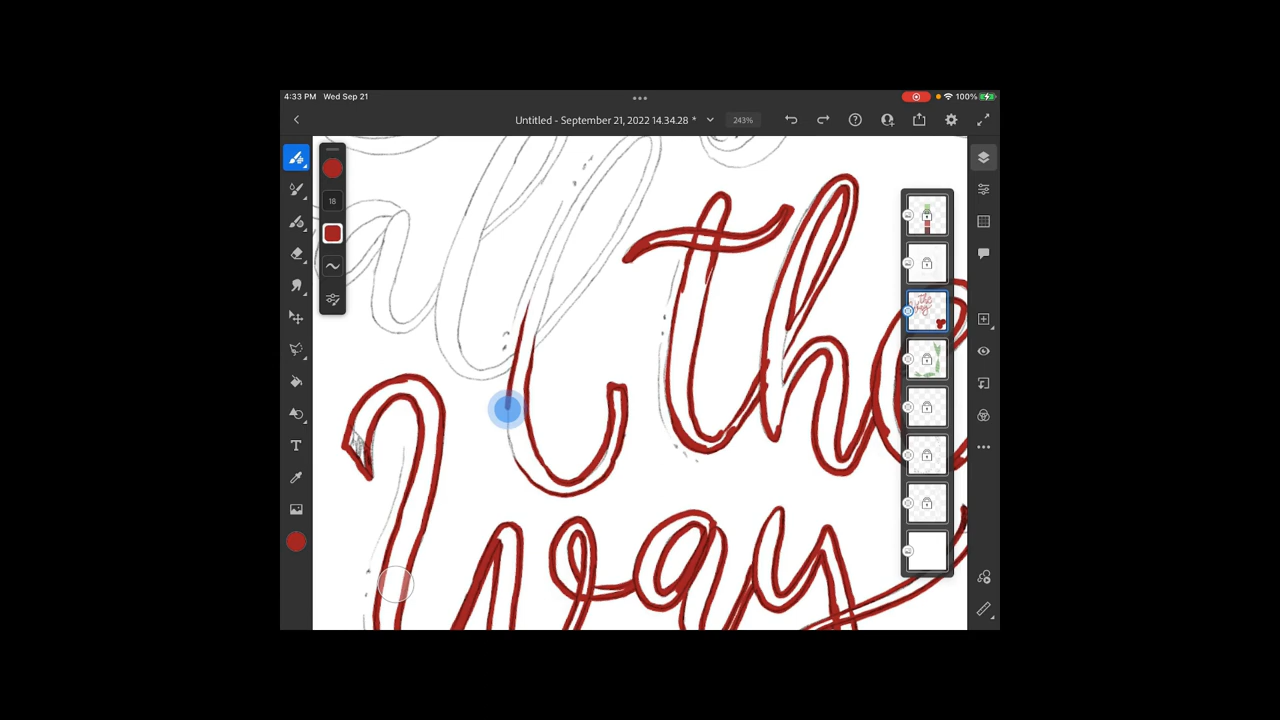 4:33 PM Wed Sep 21
100%
Untitled - September 21, 2022 14.34.28 *
243%
18
T
all
the
Way